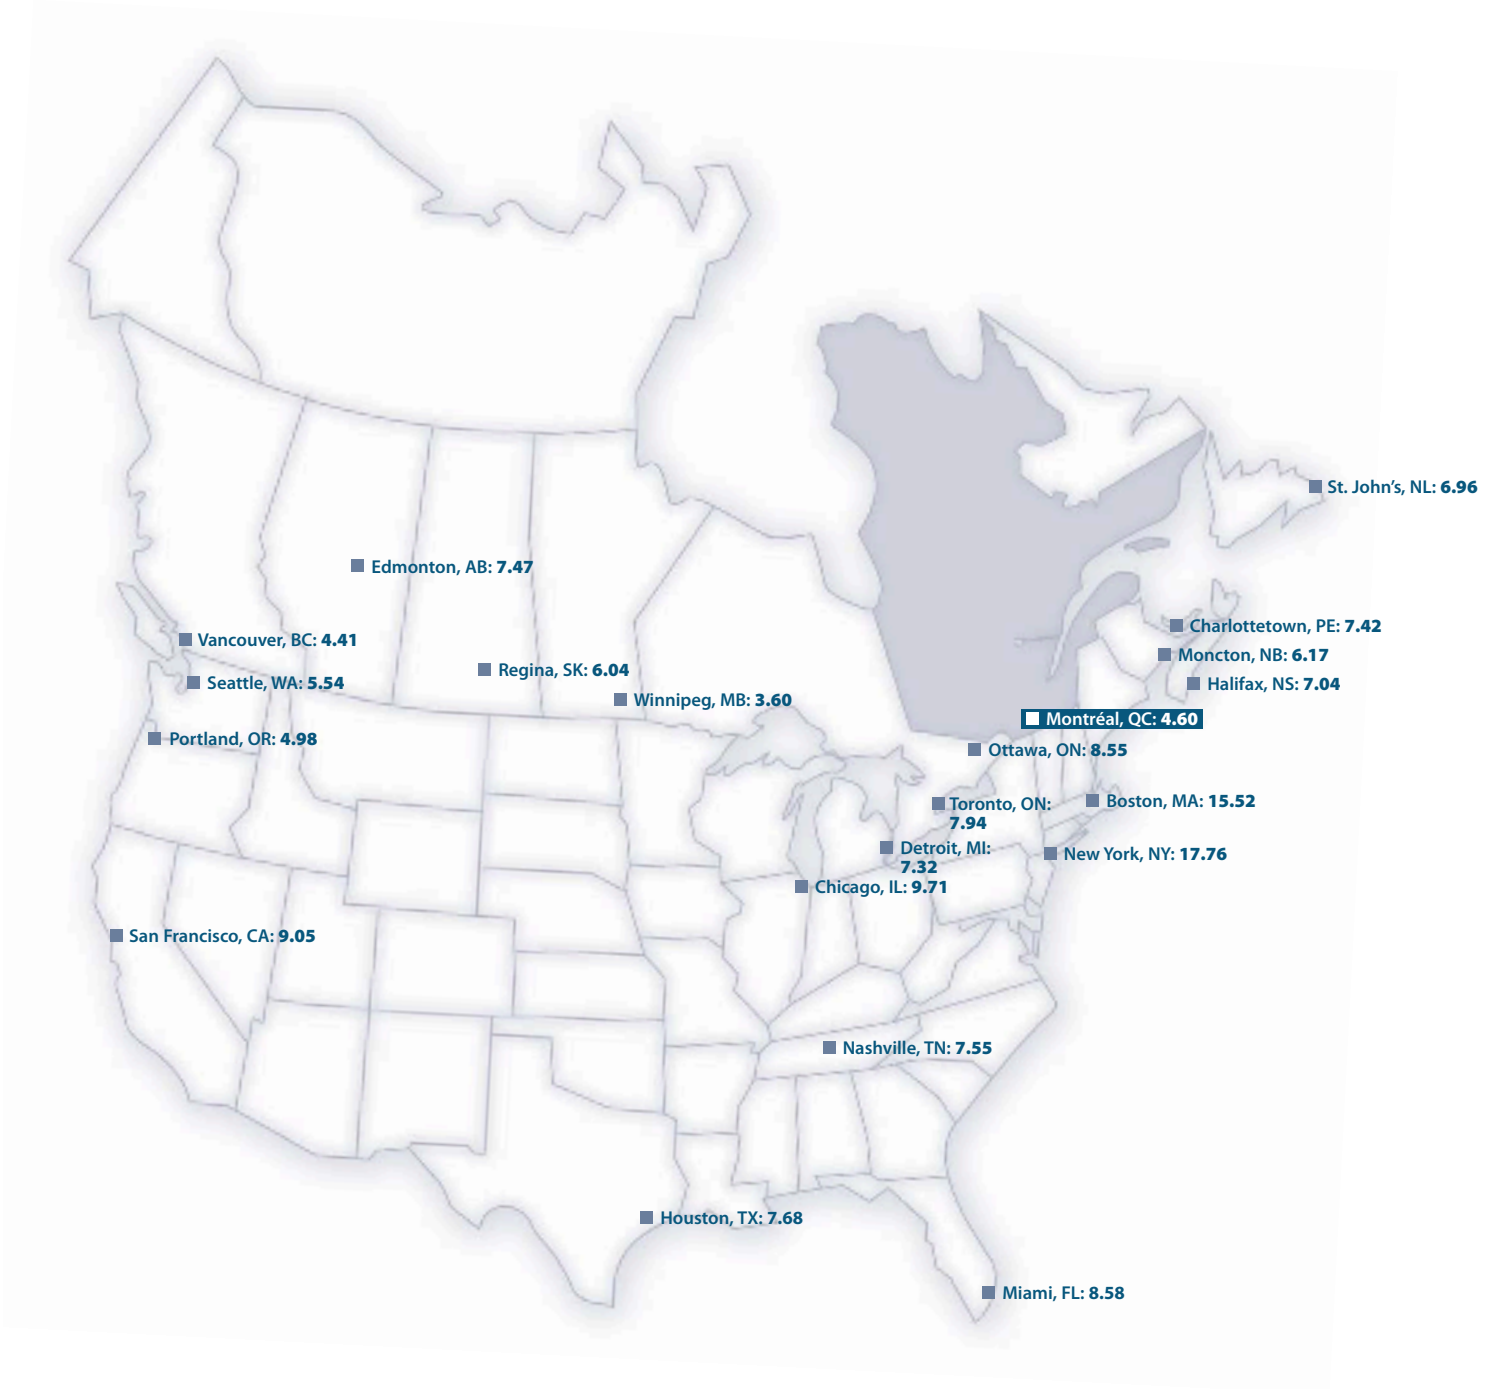 St. John’s, NL: 6.96
Edmonton, AB: 7.47
Charlottetown, PE: 7.42
Vancouver, BC: 4.41
Moncton, NB: 6.17
Regina, SK: 6.04
Seattle, WA: 5.54
Halifax, NS: 7.04
Winnipeg, MB: 3.60
Montréal, QC: 4.60
Portland, OR: 4.98
Ottawa, ON: 8.55
Toronto, ON:
7.94
Boston, MA: 15.52
Detroit, MI:
7.32
New York, NY: 17.76
Chicago, IL: 9.71
San Francisco, CA: 9.05
Nashville, TN: 7.55
Houston, TX: 7.68
Miami, FL: 8.58